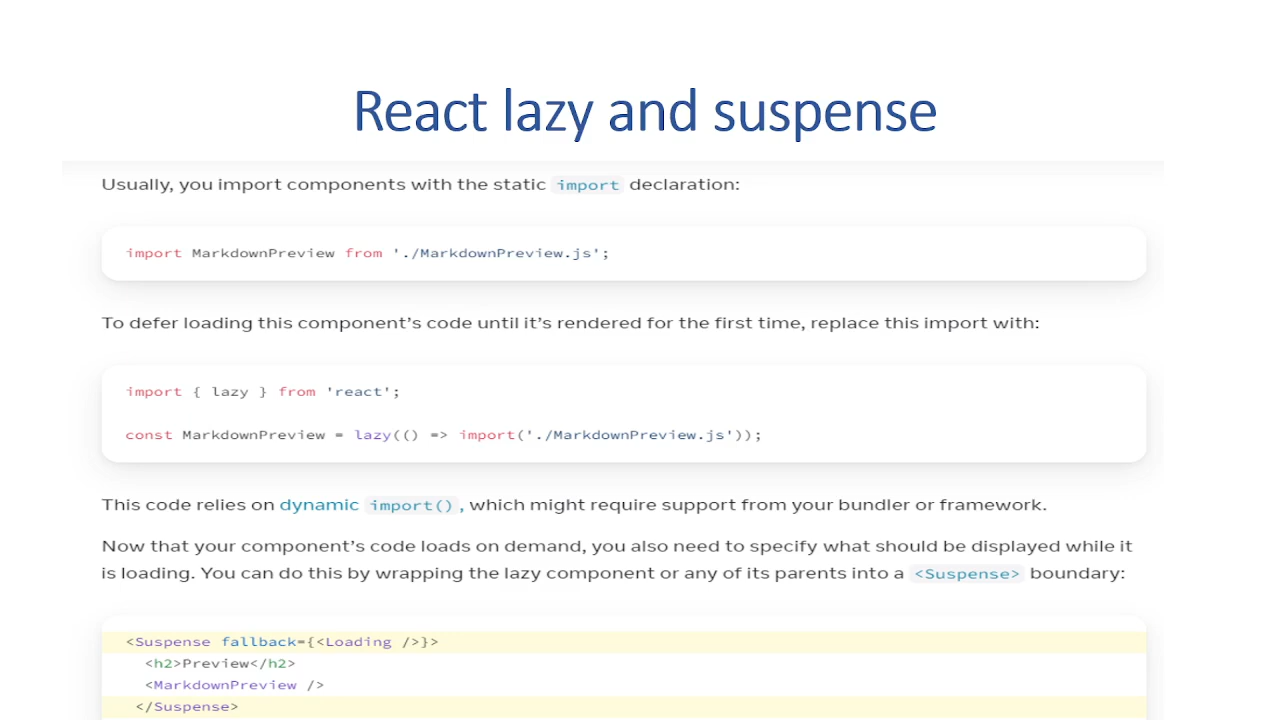 React lazy and suspense
Usually, you import components with the static import declaration:
import MarkdownPreview from './MarkdownPreview.js';
To defer loading this component’s code until it’s rendered for the first time, replace this import with:
import { lazy } from 'react';
const MarkdownPreview = lazy(() => import('./MarkdownPreview.js'));
This code relies on dynamic import(), which might require support from your bundler or framework.
Now that your component’s code loads on demand, you also need to specify what should be displayed while it
is loading. You can do this by wrapping the lazy component or any of its parents into a <Suspense> boundary:
<Suspense fallback={<Loading />}>
<h2>Preview</h2>
<MarkdownPreview />
</Suspense>